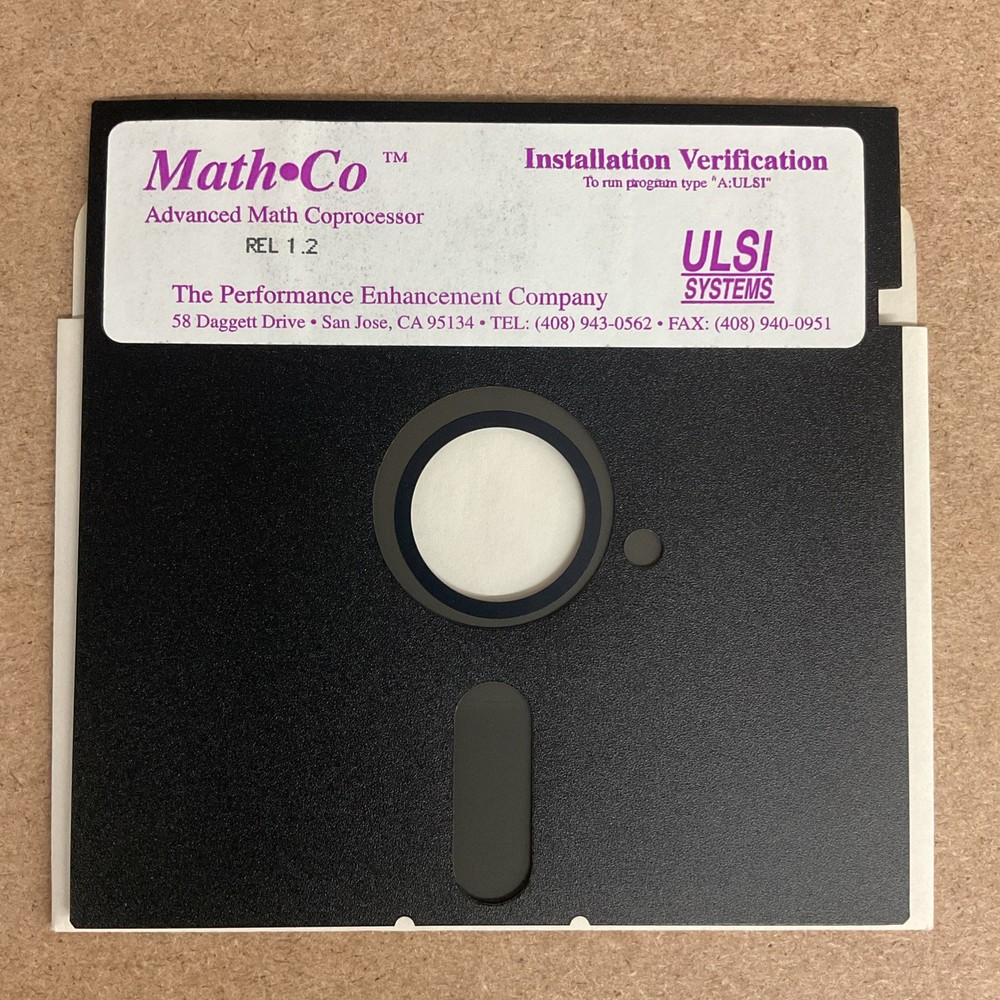 Math•Co ™
Advanced Math Coprocessor
REL 1.2
Installation Verification
To run program type "A:ULSI"
ULSI
SYSTEMS
The Performance Enhancement Company
58 Daggett Drive • San Jose, CA 95134 • TEL: (408) 943-0562 • FAX: (408) 940-0951